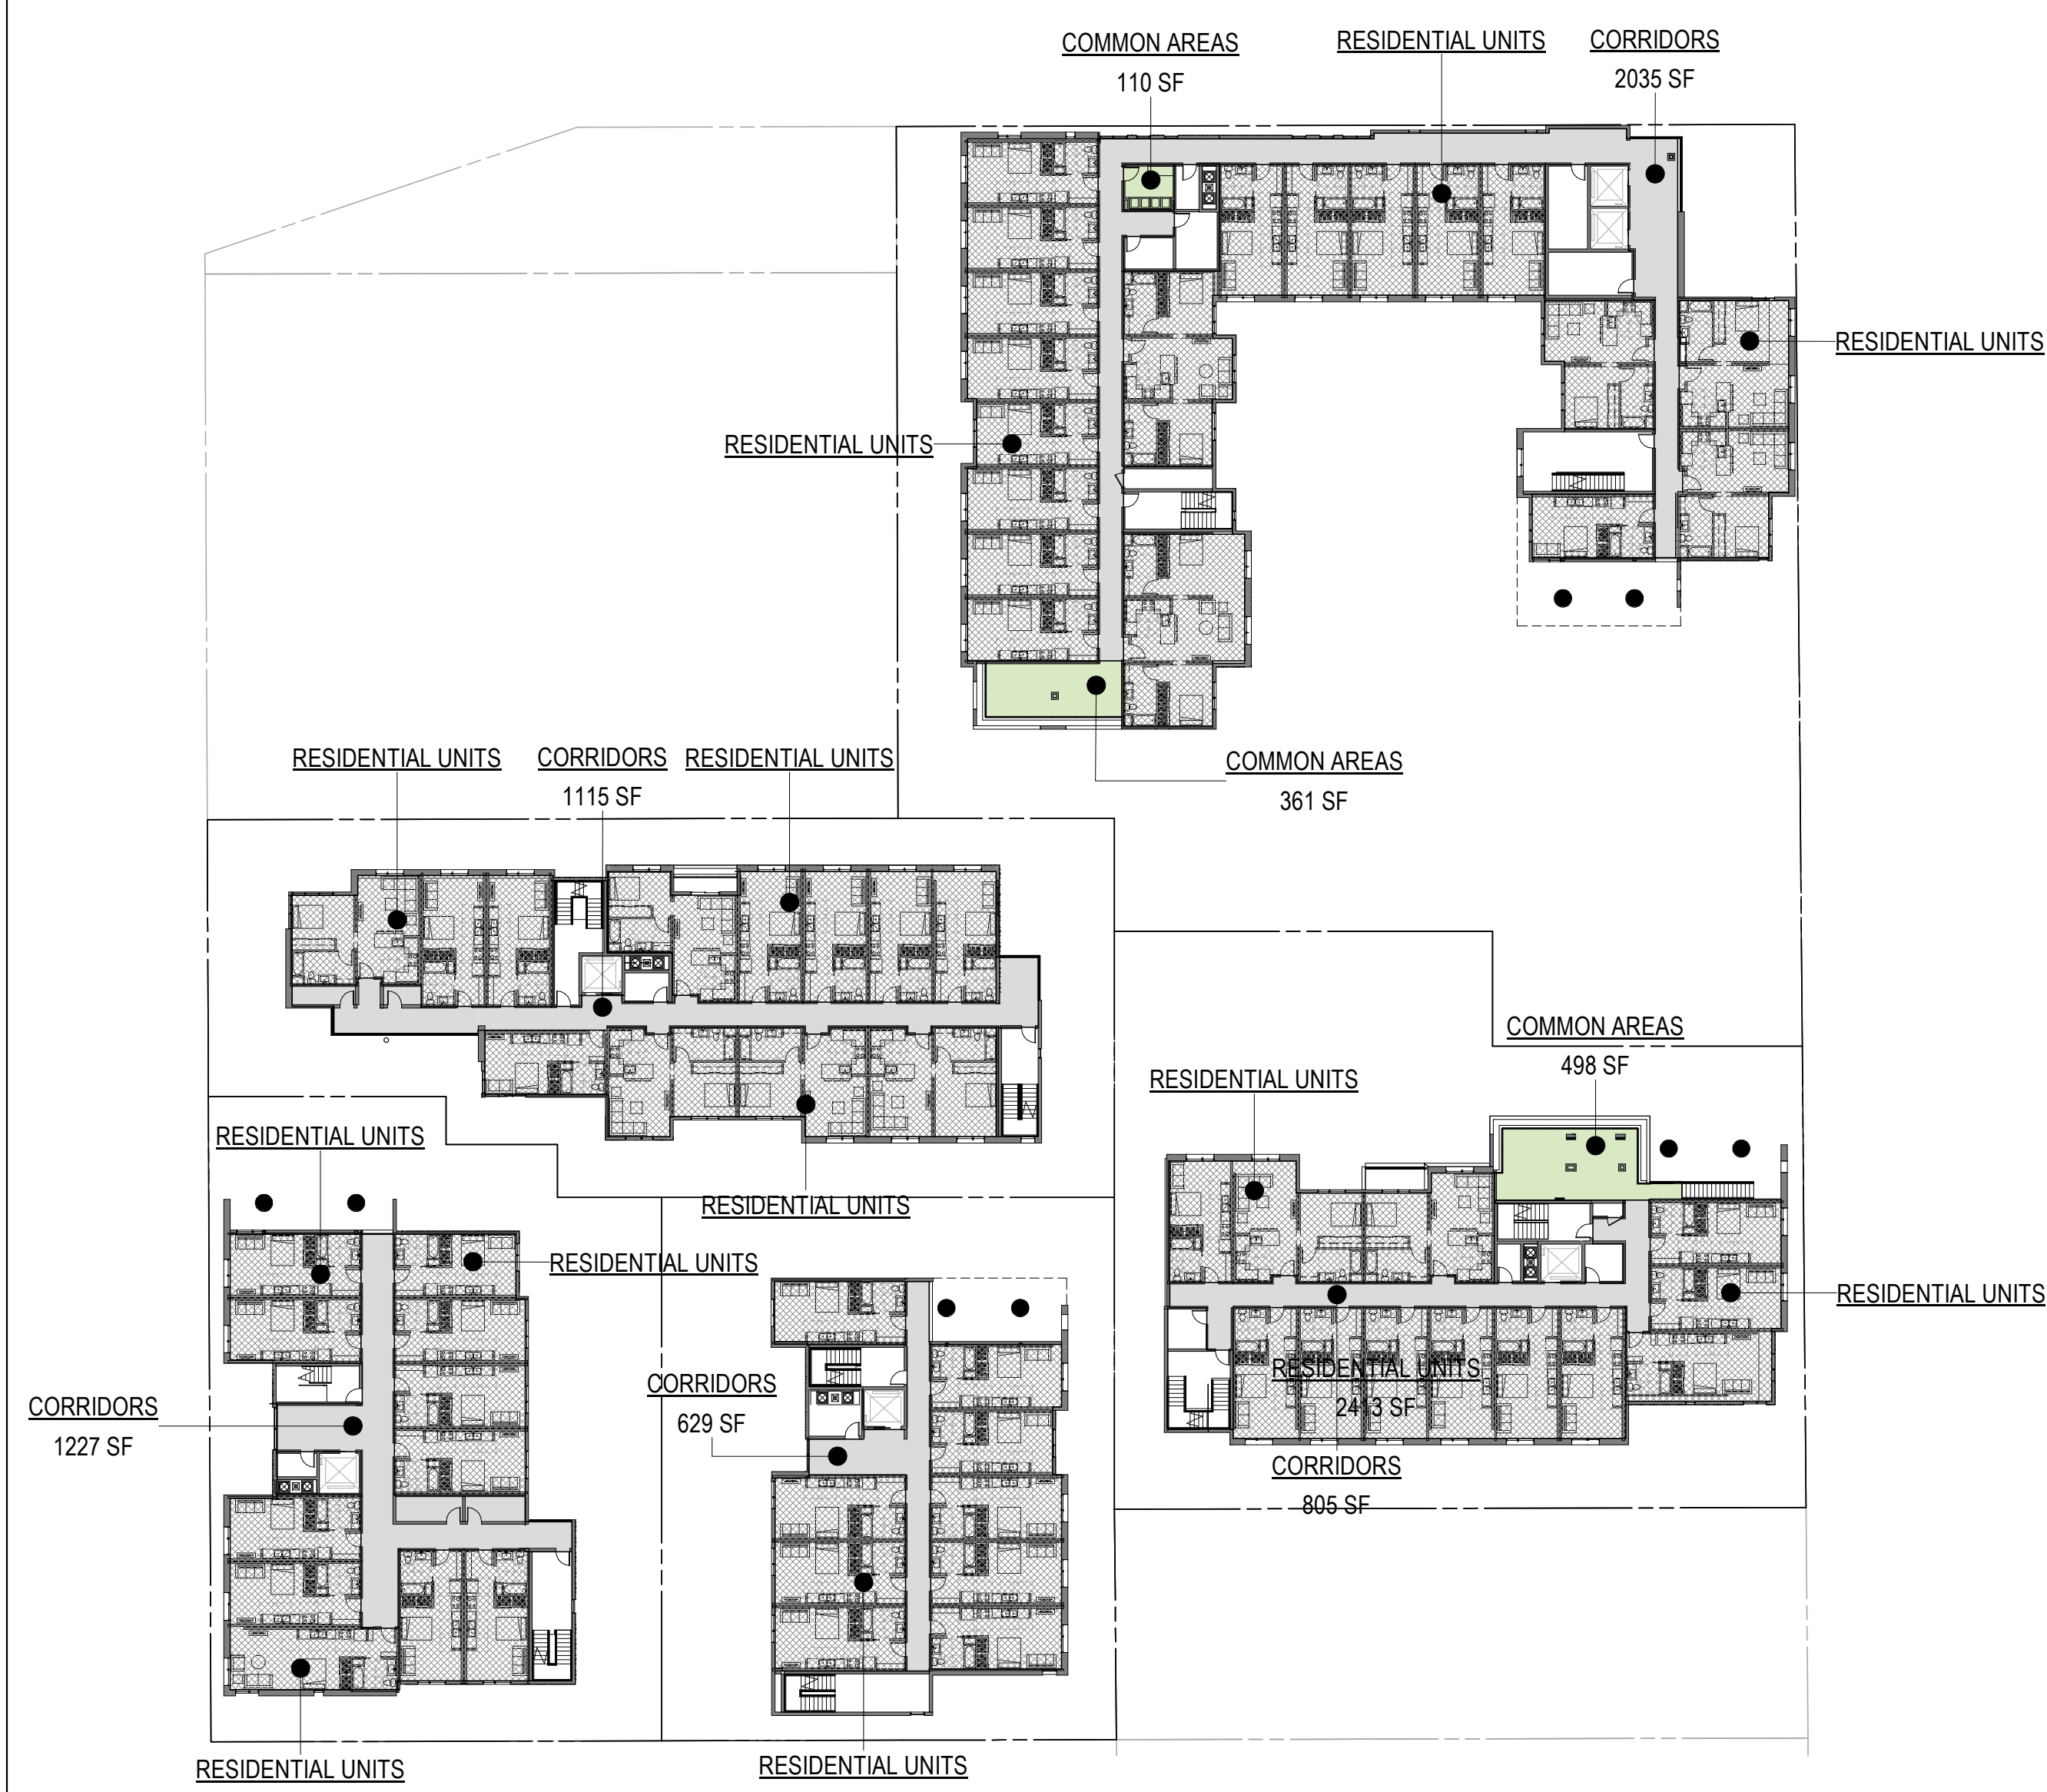 COMMON AREAS
110 SF
RESIDENTIAL UNITS
CORRIDORS
2035 SF
RESIDENTIAL UNITS
RESIDENTIAL UNITS
COMMON AREAS
361 SF
RESIDENTIAL UNITS
CORRIDORS
1115 SF
RESIDENTIAL UNITS
COMMON AREAS
498 SF
RESIDENTIAL UNITS
RESIDENTIAL UNITS
RESIDENTIAL UNITS
RESIDENTIAL UNITS
RESIDENTIAL UNITS
RESIDENTIAL UNITS
2413 SF
CORRIDORS
629 SF
CORRIDORS
1227 SF
CORRIDORS
805 SF
RESIDENTIAL UNITS
RESIDENTIAL UNITS